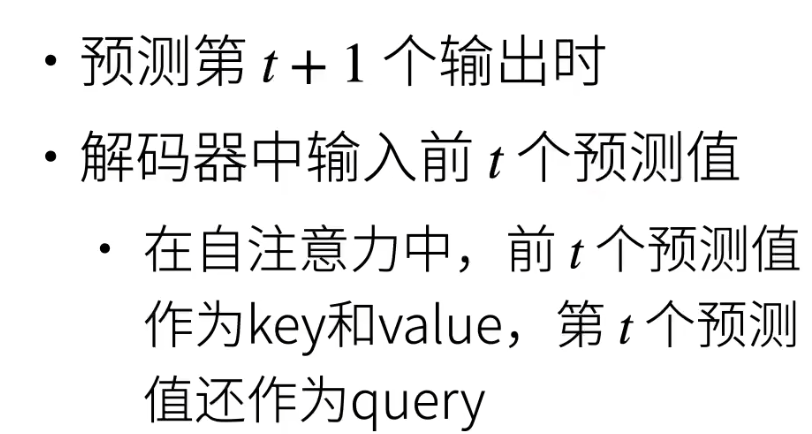 • 预测第 t + 1 个输出时
• 解码器中输入前 t 个预测值
• 在自注意力中，前 t 个预测值
作为key和value，第 t 个预测
值还作为query